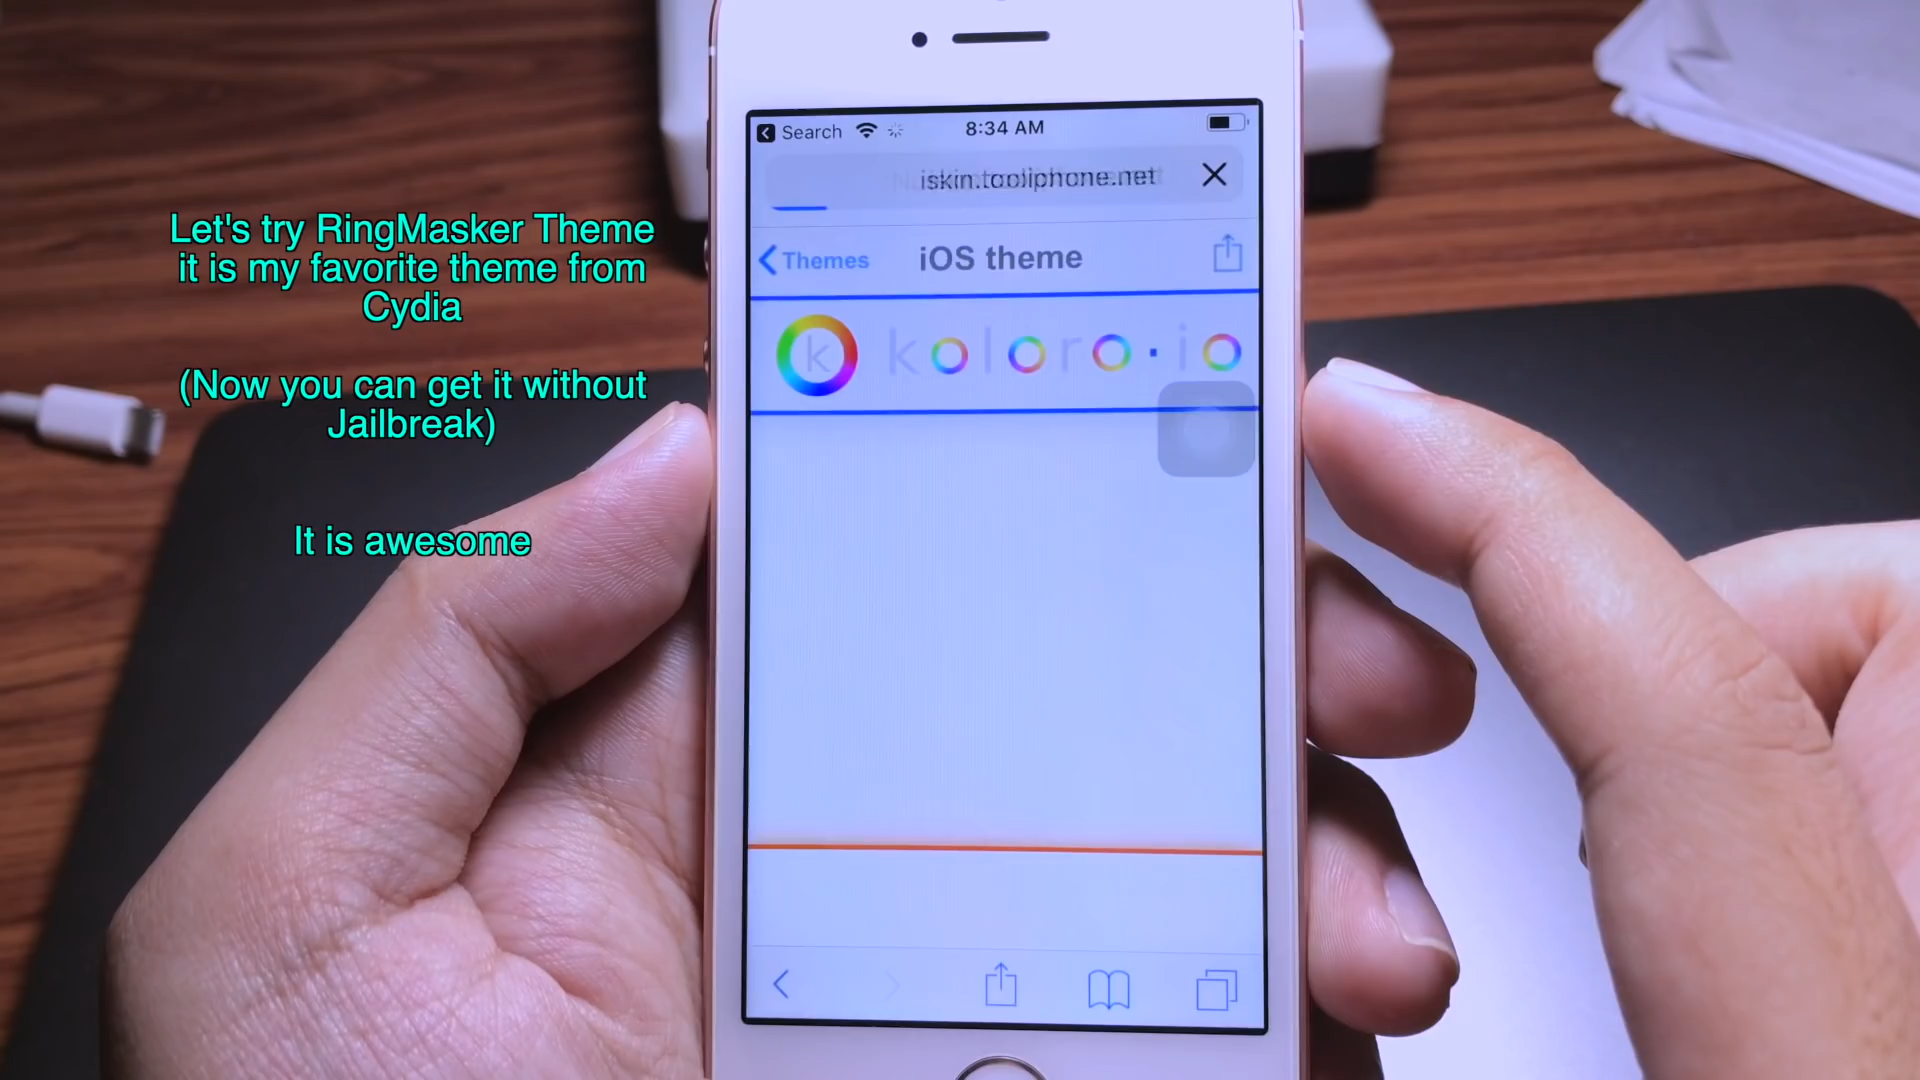 Let's try RingMasker Theme
it is my favorite theme from
Cydia
(Now you can get it without
Jailbreak)
It is awesome
Search
8:34 AM
iskin.tcooliphone.net
Themes
iOS theme
k
koloro.io